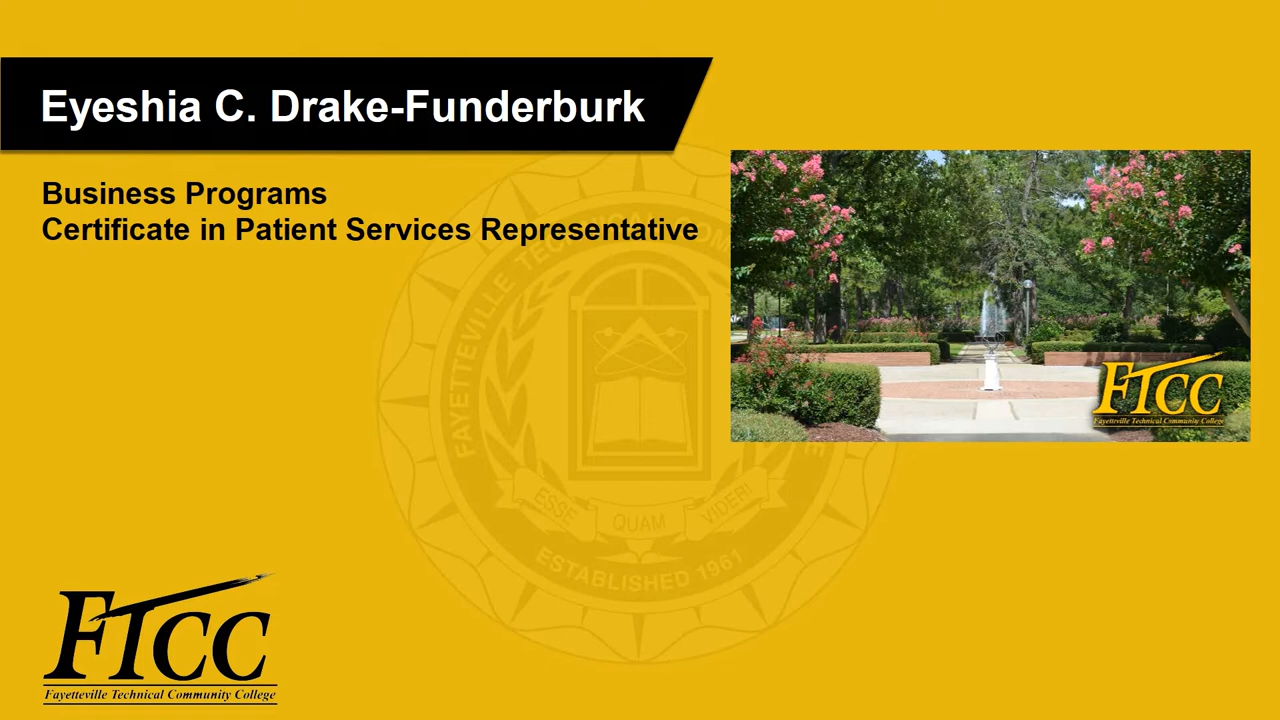 Eyeshia C. Drake-Funderburk
Business Programs
Certificate in Patient Services Representative
FTCC
Fayetteville Technical Community College
FAYETTEVILLE TECHNICAL COM
ESSE QUAM VIDERI
ESTABLISHED 1961
FTCC
Fayetteville Technical Community College